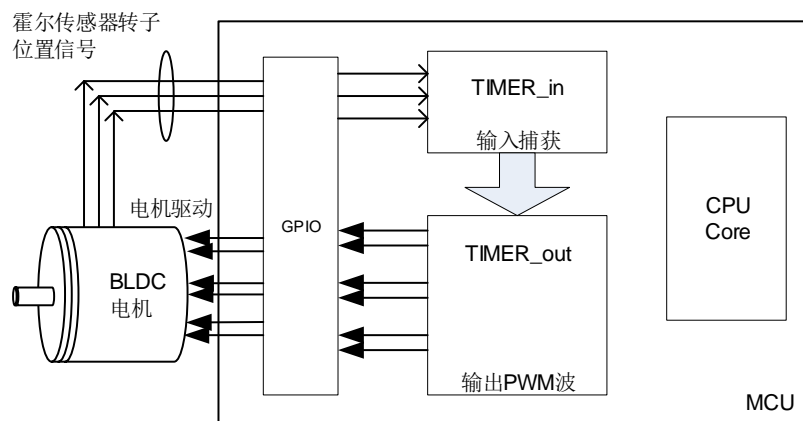 霍尔传感器转子
位置信号
TIMER_in
输入捕获
CPU
Core
电机驱动
GPIO
TIMER_out
BLDC
电机
输出PWM波
MCU